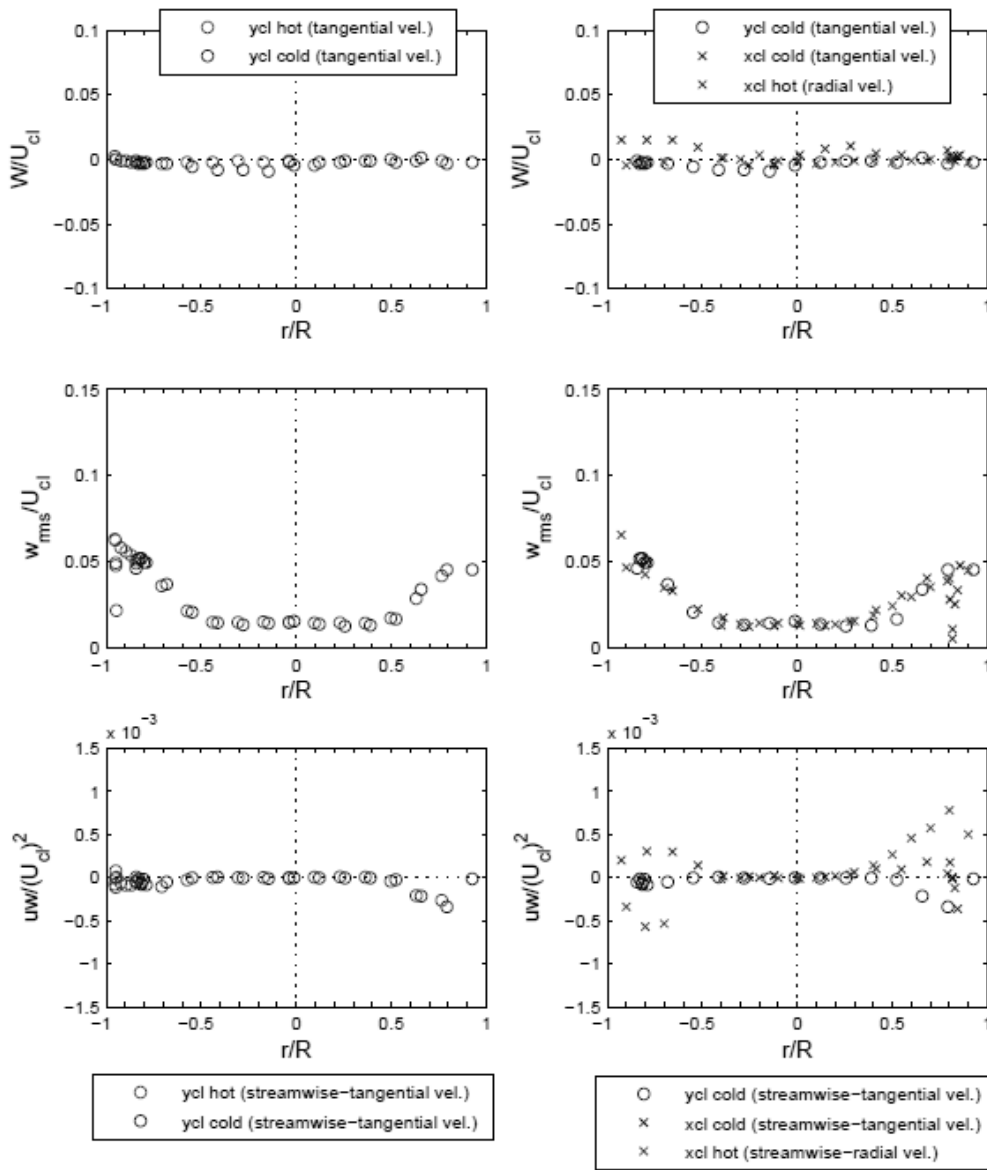 ycl hot (tangential vel.)
ycl cold (tangential vel.)
0.1
0.05
0
−0.05
−0.1
W/U_cl
−1
−0.5
0
0.5
1
r/R
ycl cold (tangential vel.)
xcl cold (tangential vel.)
xcl hot (radial vel.)
0.1
0.05
0
−0.05
−0.1
W/U_cl
−1
−0.5
0
0.5
1
r/R
0.15
0.1
0.05
0
w_rms/U_cl
−1
−0.5
0
0.5
1
r/R
0.15
0.1
0.05
0
w_rms/U_cl
−1
−0.5
0
0.5
1
r/R
x 10^−3
1.5
1
0.5
0
−0.5
−1
−1.5
uw/(U_cl)^2
−1
−0.5
0
0.5
1
r/R
x 10^−3
1.5
1
0.5
0
−0.5
−1
−1.5
uw/(U_cl)^2
−1
−0.5
0
0.5
1
r/R
ycl hot (streamwise−tangential vel.)
ycl cold (streamwise−tangential vel.)
ycl cold (streamwise−tangential vel.)
xcl cold (streamwise−tangential vel.)
xcl hot (streamwise−radial vel.)